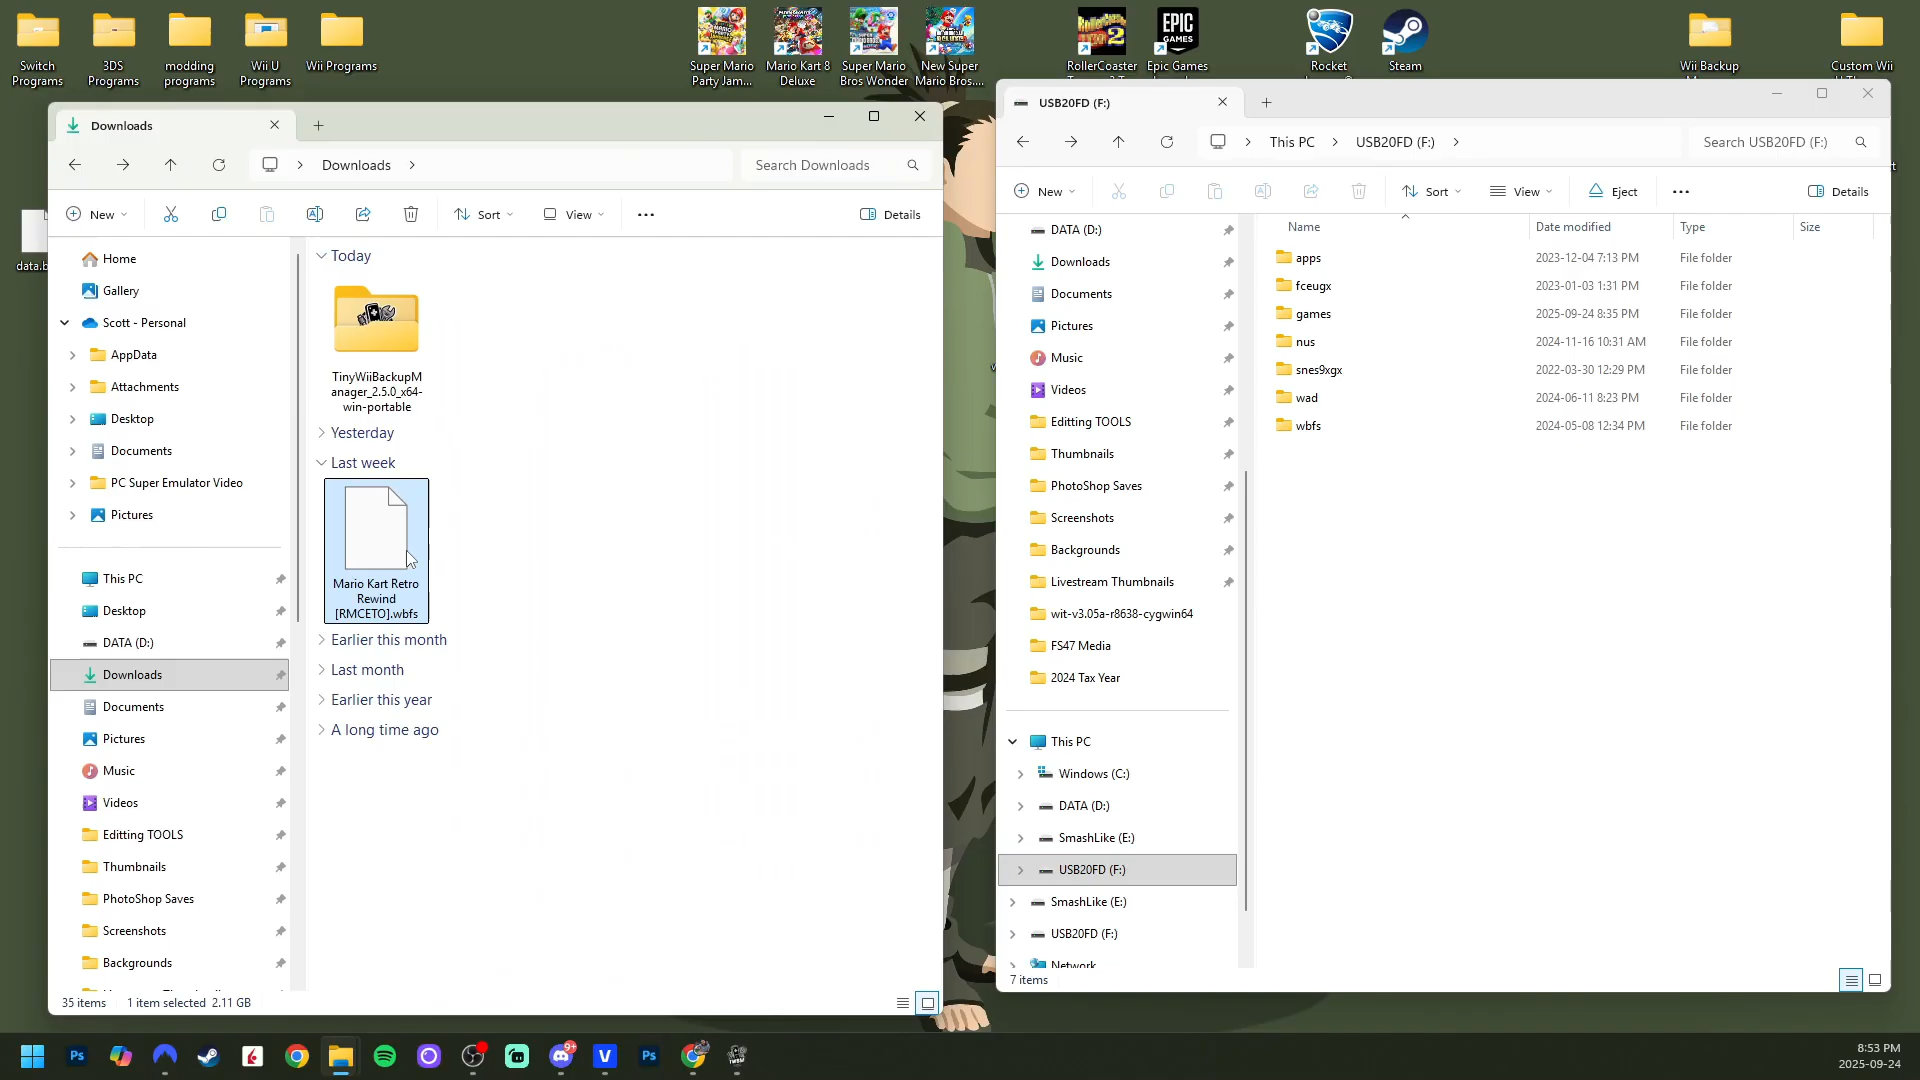 Switch
Programs
3DS
Programs
modding
programs
Wii U
Programs
Wii Programs
Super Mario
Party Jam...
Mario Kart 8
Deluxe
Super Mario
Bros Wonder
New Super
Mario Bros....
RollerCoaster
EPIC
GAMES
Epic Games
Rocket
Steam
Wii Backup
Custom Wii
Downloads
Downloads
Search Downloads
New
Sort
View
Details
Home
Gallery
Scott - Personal
AppData
Attachments
Desktop
Documents
PC Super Emulator Video
Pictures
This PC
Desktop
DATA (D:)
Downloads
Documents
Pictures
Music
Videos
Editting TOOLS
Thumbnails
PhotoShop Saves
Screenshots
Backgrounds
Today
TinyWiiBackupM
anager_2.5.0_x64-
win-portable
Yesterday
Last week
Mario Kart Retro
Rewind
[RMCETO].wbfs
Earlier this month
Last month
Earlier this year
A long time ago
35 items
1 item selected 2.11 GB
USB20FD (F:)
This PC
USB20FD (F:)
Search USB20FD (F:)
New
Sort
View
Eject
Details
DATA (D:)
Downloads
Documents
Pictures
Music
Videos
Editting TOOLS
Thumbnails
PhotoShop Saves
Screenshots
Backgrounds
Livestream Thumbnails
wit-v3.05a-r8638-cygwin64
FS47 Media
2024 Tax Year
This PC
Windows (C:)
DATA (D:)
SmashLike (E:)
USB20FD (F:)
SmashLike (E:)
USB20FD (F:)
Network
Name Date modified Type Size
apps 2023-12-04 7:13 PM File folder
fceugx 2023-01-03 1:31 PM File folder
games 2025-09-24 8:35 PM File folder
nus 2024-11-16 10:31 AM File folder
snes9xgx 2022-03-30 12:29 PM File folder
wad 2024-06-11 8:23 PM File folder
wbfs 2024-05-08 12:34 PM File folder
7 items
data.b
Ps
9+
V
Ps
8:53 PM
2025-09-24